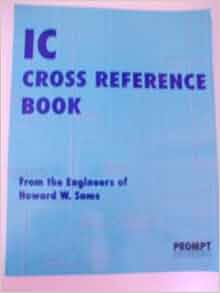 IC
CROSS REFERENCE
BOOK
From the Engineers of
Howard W. Sams
PROMPT